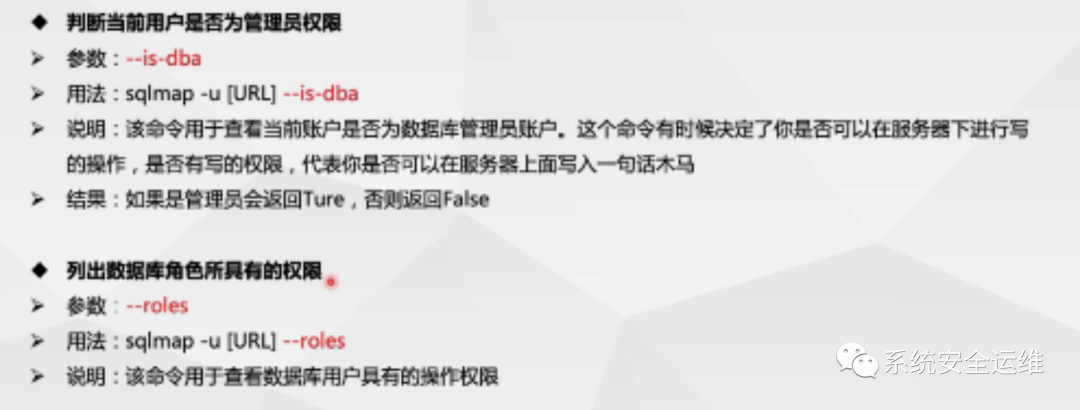 ◆ 判断当前用户是否为管理员权限
➢ 参数：--is-dba
➢ 用法：sqlmap -u [URL] --is-dba
➢ 说明：该命令用于查看当前账户是否为数据库管理员账户。这个命令有时候决定了你是否可以在服务器下进行写
的操作，是否有写的权限，代表你是否可以在服务器上面写入一句话木马
➢ 结果：如果是管理员会返回Ture，否则返回False
◆ 列出数据库角色所具有的权限
➢ 参数：--roles
➢ 用法：sqlmap -u [URL] --roles
➢ 说明：该命令用于查看数据库用户具有的操作权限
系统安全运维